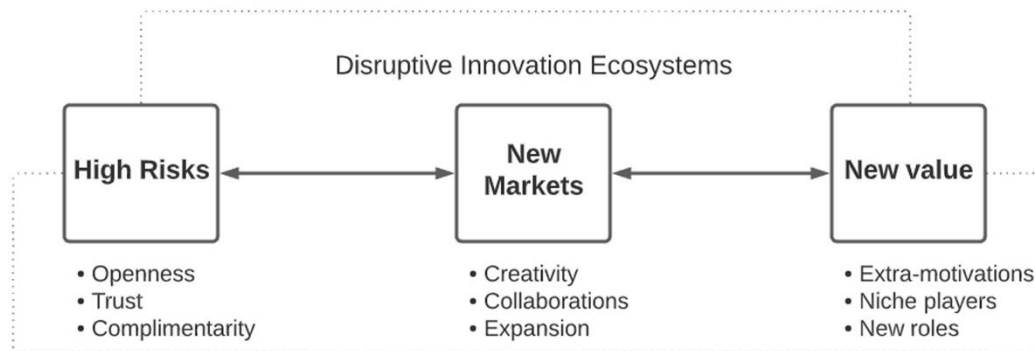 Disruptive Innovation Ecosystems
High Risks
New
Markets
New value
• Openness
• Trust
• Complimentarity
• Creativity
• Collaborations
• Expansion
• Extra-motivations
• Niche players
• New roles